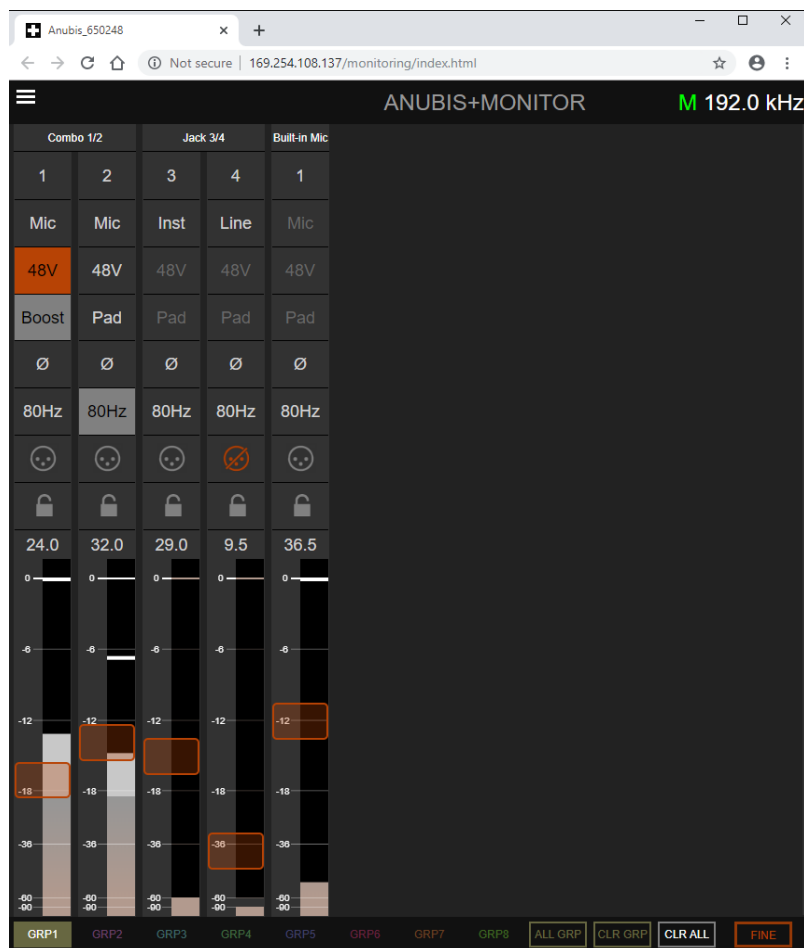 Anubis_650248
Not secure | 169.254.108.137/monitoring/index.html
ANUBIS+MONITOR M 192.0 kHz
Combo 1/2 Jack 3/4 Built-in Mic
1 2 3 4 1
Mic Mic Inst Line Mic
48V 48V 48V 48V 48V
Boost Pad Pad Pad Pad
Ø Ø Ø Ø Ø
80Hz 80Hz 80Hz 80Hz 80Hz
24.0 32.0 29.0 9.5 36.5
0 0 0 0 0
-6 -6 -6 -6 -6
-12 -12 -12 -12 -12
-18 -18 -18 -18 -18
-36 -36 -36 -36 -36
-60 -60 -60 -60 -60
-90 -90 -90 -90 -90
GRP1 GRP2 GRP3 GRP4 GRP5 GRP6 GRP7 GRP8 ALL GRP CLR GRP CLR ALL FINE